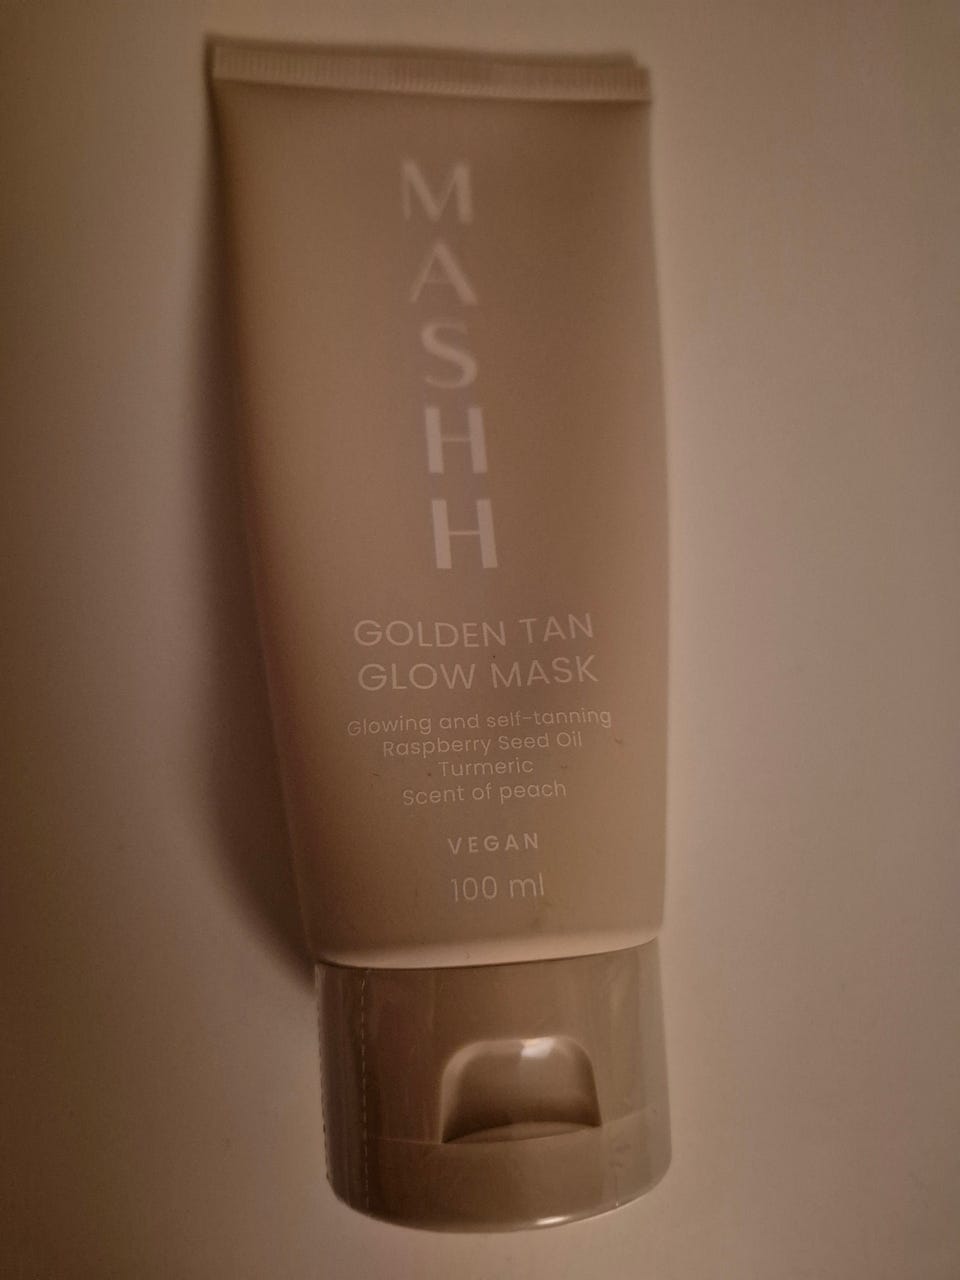 MASHH
GOLDEN TAN
GLOW MASK
Glowing and self-tanning
Raspberry Seed Oil
Turmeric
Scent of peach
VEGAN
100 ml